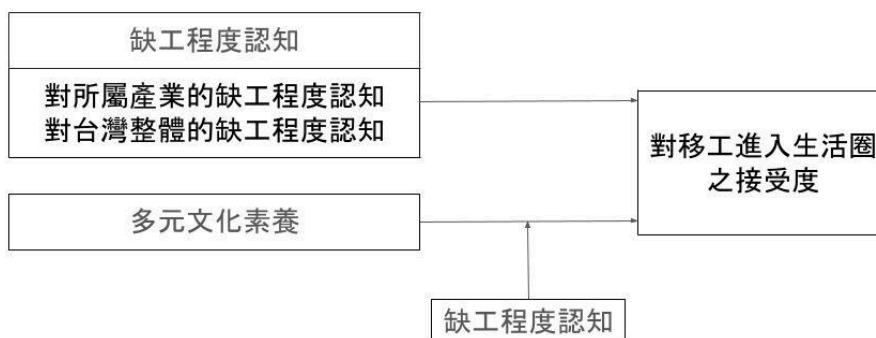 缺工程度認知
對所屬產業的缺工程度認知
對台灣整體的缺工程度認知
對移工進入生活圈
之接受度
多元文化素養
缺工程度認知